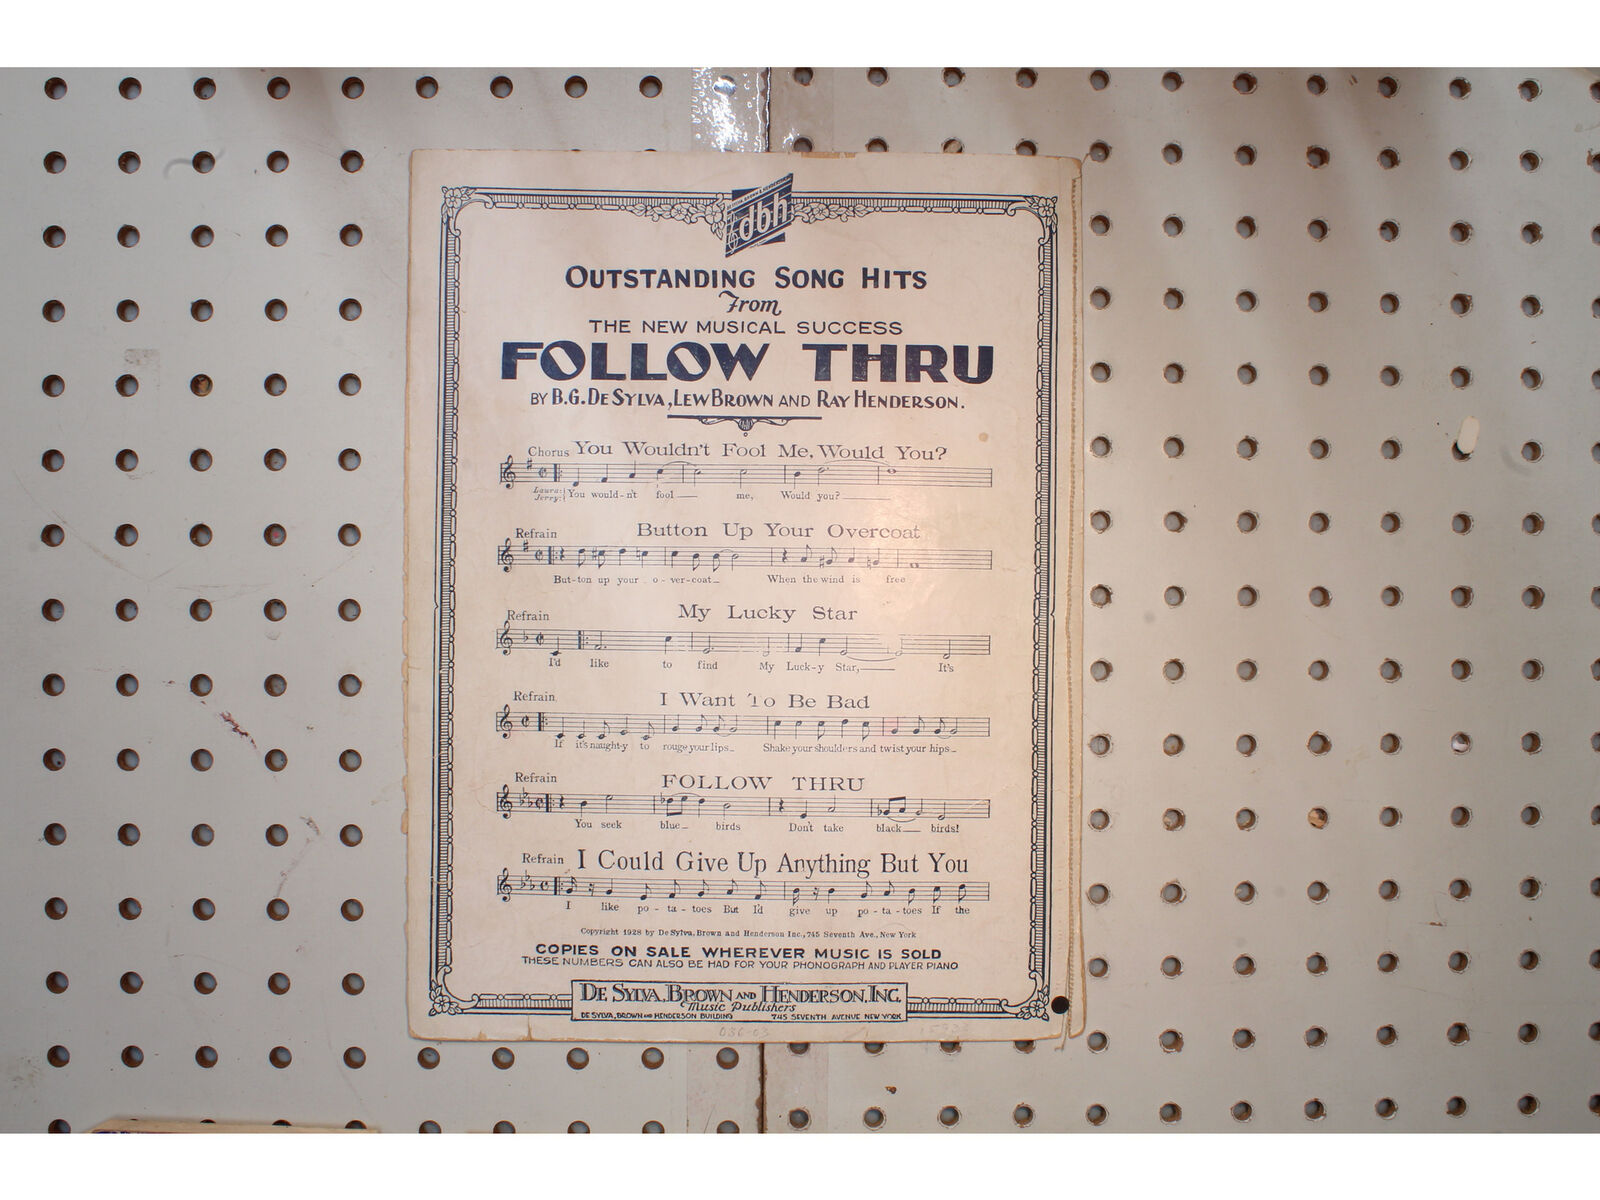 DE SYLVA, BROWN & HENDERSON INC
dbh
OUTSTANDING SONG HITS
From
THE NEW MUSICAL SUCCESS
FOLLOW THRU
BY B.G. DE SYLVA, LEW BROWN AND RAY HENDERSON.
Chorus You Wouldn't Fool Me, Would You?
Laura: Jerry: You would-n't fool me, Would you?
Refrain Button Up Your Overcoat
But-ton up your o-ver-coat When the wind is free
Refrain My Lucky Star
I'd like to find My Luck-y Star, It's
Refrain I Want To Be Bad
If it's naught-y to rouge your lips Shake your shoulders and twist your hips
Refrain FOLLOW THRU
You seek blue birds Don't take black birds!
Refrain I Could Give Up Anything But You
I like po-ta-toes But I'd give up po-ta-toes If the
Copyright 1928 by De Sylva, Brown and Henderson Inc., 745 Seventh Ave., New York
COPIES ON SALE WHEREVER MUSIC IS SOLD
THESE NUMBERS CAN ALSO BE HAD FOR YOUR PHONOGRAPH AND PLAYER PIANO
DE SYLVA, BROWN AND HENDERSON, INC.
Music Publishers
DE SYLVA, BROWN AND HENDERSON BUILDING 745 SEVENTH AVENUE NEW YORK
036-03